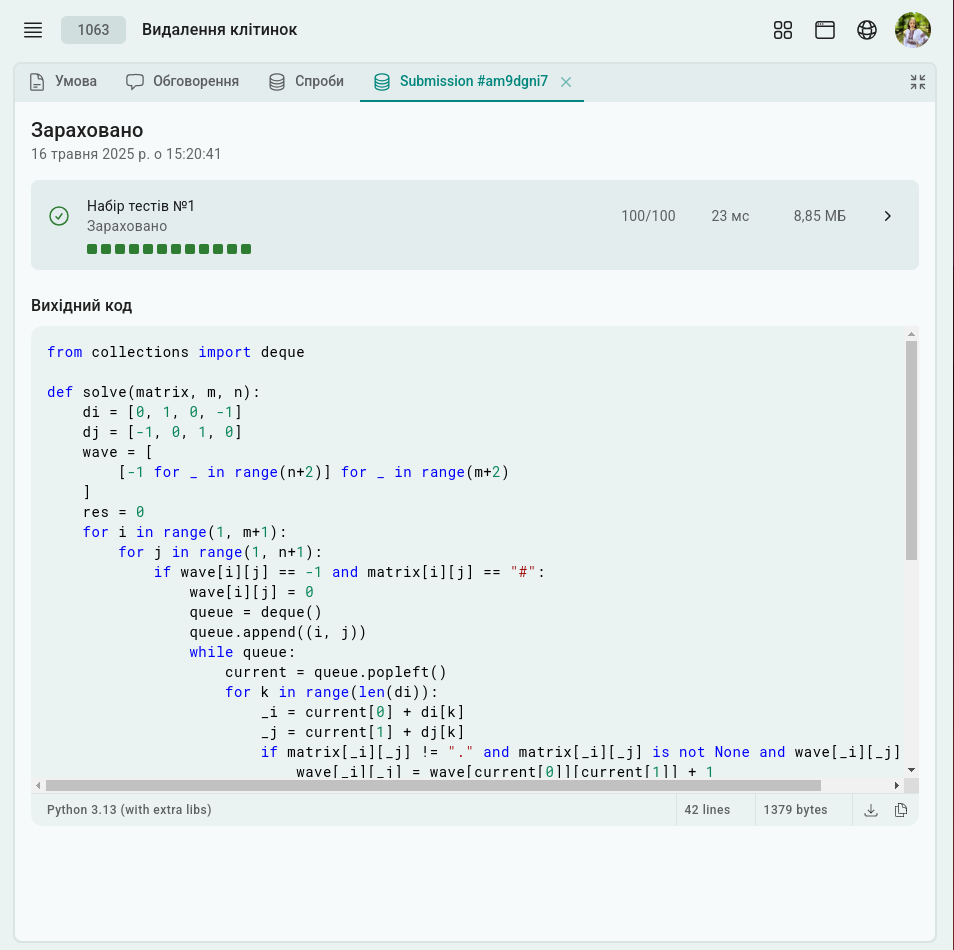 1063 Видалення клітинок
Умова Обговорення Спроби Submission #am9dgni7
Зараховано
16 травня 2025 р. о 15:20:41
Набір тестів №1
Зараховано
100/100 23 мс 8,85 МБ
Вихідний код
from collections import deque
def solve(matrix, m, n):
    di = [0, 1, 0, -1]
    dj = [-1, 0, 1, 0]
    wave = [
        [-1 for _ in range(n+2)] for _ in range(m+2)
    ]
    res = 0
    for i in range(1, m+1):
        for j in range(1, n+1):
            if wave[i][j] == -1 and matrix[i][j] == "#":
                wave[i][j] = 0
                queue = deque()
                queue.append((i, j))
                while queue:
                    current = queue.popleft()
                    for k in range(len(di)):
                        _i = current[0] + di[k]
                        _j = current[1] + dj[k]
                        if matrix[_i][_j] != "." and matrix[_i][_j] is not None and wave[_i][_j]
                            wave[_i][_j] = wave[current[0]][current[1]] + 1
Python 3.13 (with extra libs) 42 lines 1379 bytes